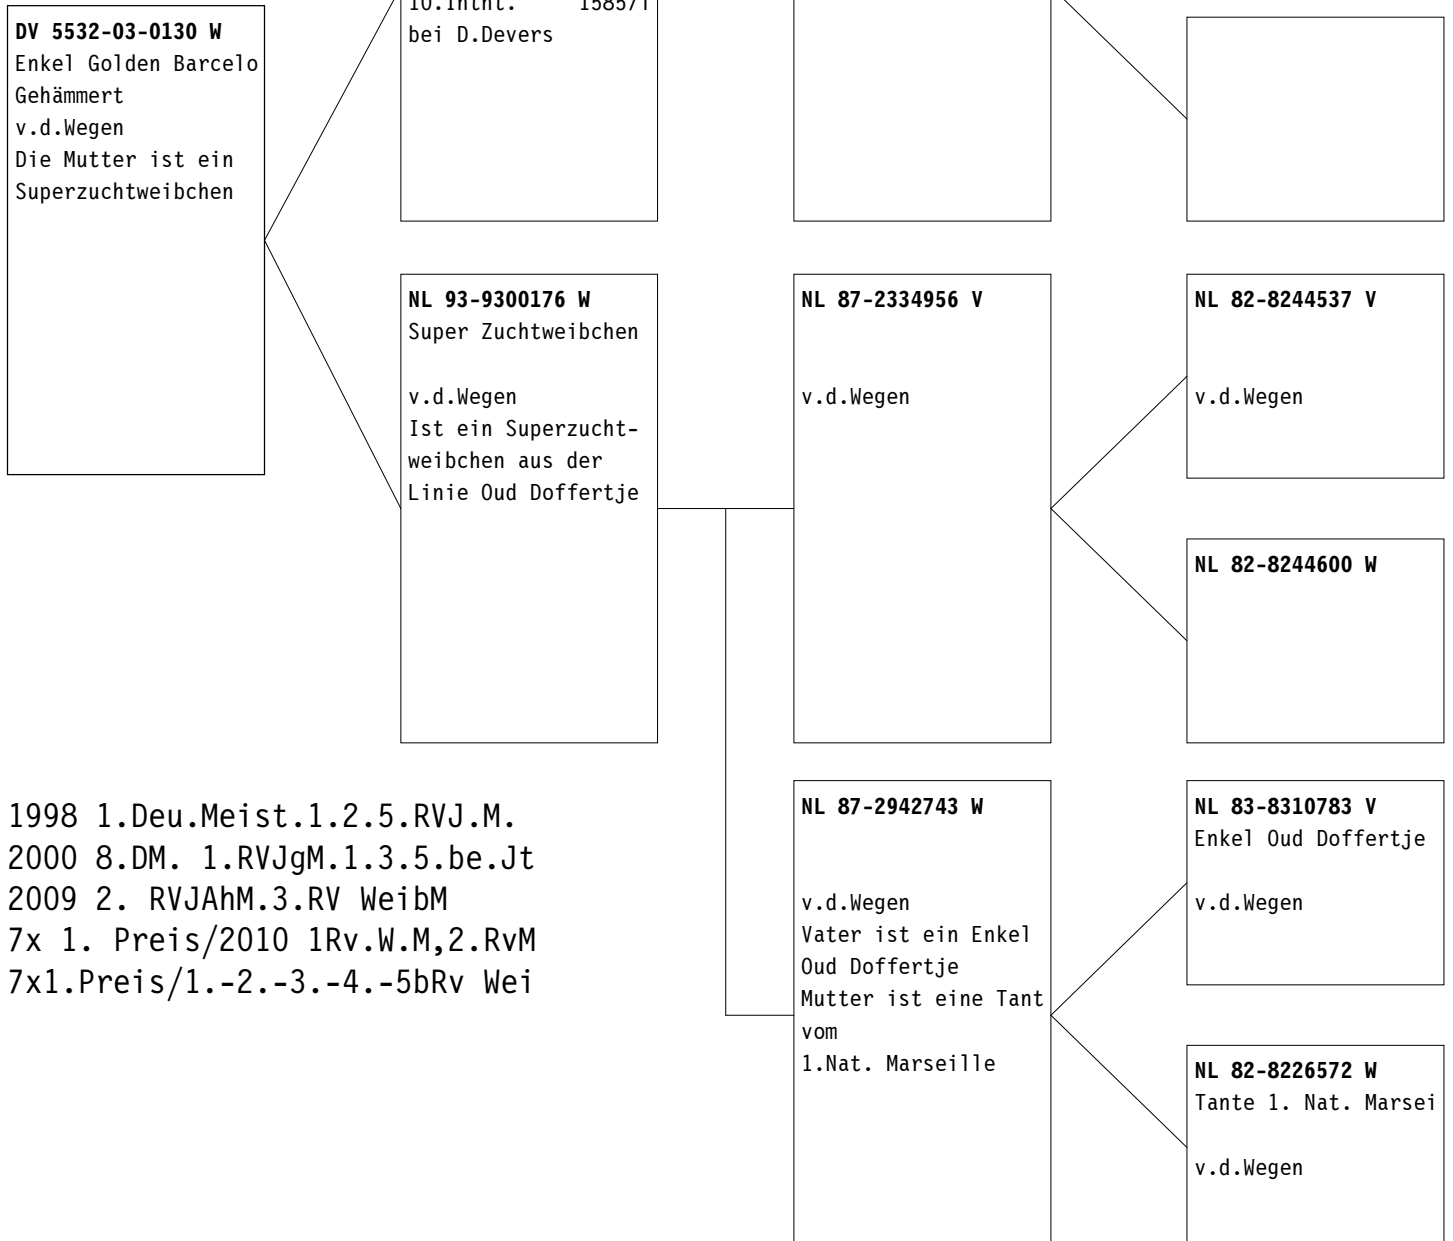 DV 5532-03-0130 W
Enkel Golden Barcelo
Gehämmert
v.d.Wegen
Die Mutter ist ein
Superzuchtweibchen
10.Intnt. 15857T
bei D.Devers
NL 93-9300176 W
Super Zuchtweibchen
v.d.Wegen
Ist ein Superzucht-
weibchen aus der
Linie Oud Doffertje
NL 87-2334956 V
v.d.Wegen
NL 82-8244537 V
v.d.Wegen
NL 82-8244600 W
NL 87-2942743 W
v.d.Wegen
Vater ist ein Enkel
Oud Doffertje
Mutter ist eine Tant
vom
1.Nat. Marseille
NL 83-8310783 V
Enkel Oud Doffertje
v.d.Wegen
NL 82-8226572 W
Tante 1. Nat. Marsei
v.d.Wegen
1998 1.Deu.Meist.1.2.5.RVJ.M.
2000 8.DM. 1.RVJgM.1.3.5.be.Jt
2009 2. RVJAhM.3.RV WeibM
7x 1. Preis/2010 1Rv.W.M,2.RvM
7x1.Preis/1.-2.-3.-4.-5bRv Wei